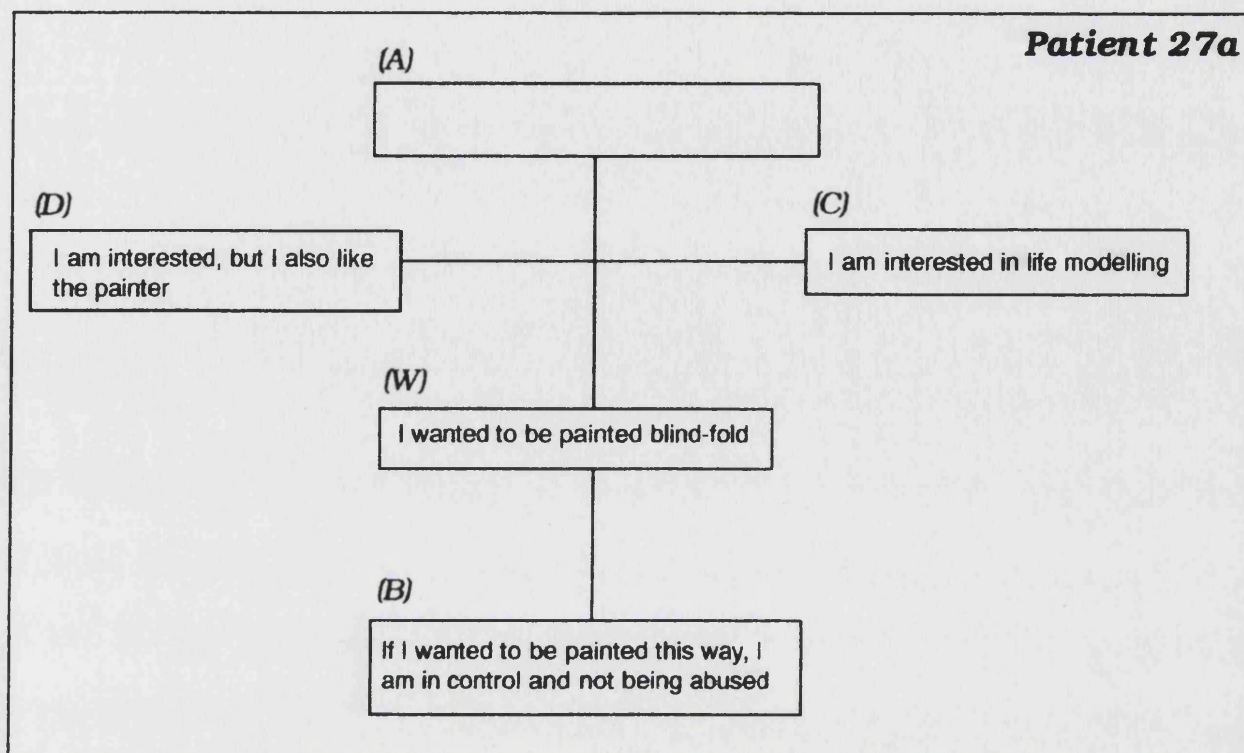 Patient 27a
(A)
(D)
I am interested, but I also like
the painter
(C)
I am interested in life modelling
(W)
I wanted to be painted blind-fold
(B)
If I wanted to be painted this way, I
am in control and not being abused